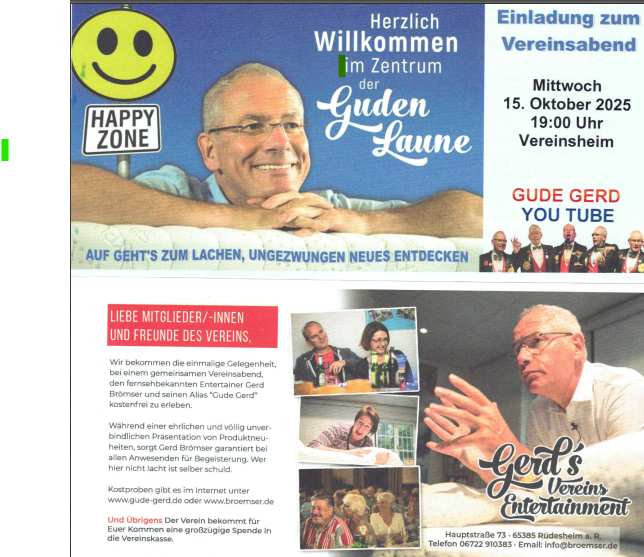 HAPPY
ZONE
Herzlich
Willkommen
im Zentrum
der
Guden
Laune
AUF GEHT'S ZUM LACHEN, UNGEZWUNGEN NEUES ENTDECKEN
Einladung zum
Vereinsabend
Mittwoch
15. Oktober 2025
19:00 Uhr
Vereinsheim
GUDE GERD
YOU TUBE
LIEBE MITGLIEDER/-INNEN
UND FREUNDE DES VEREINS,
Wir bekommen die einmalige Gelegenheit,
bei einem gemeinsamen Vereinsabend,
den fernsehbekannten Entertainer Gerd
Brömser und seinen Alias "Gude Gerd"
kostenfrei zu erleben.
Während einer ehrlichen und völlig unver-
bindlichen Präsentation von Produktneu-
heiten, sorgt Gerd Brömser garantiert bei
allen Anwesenden für Begeisterung. Wer
hier nicht lacht ist selber schuld.
Kostproben gibt es im Internet unter
www.gude-gerd.de oder www.broemser.de
Und Übrigens Der Verein bekommt für
Euer Kommen eine großzügige Spende in
die Vereinskasse.
Gerd's
Vereins
Entertainment
Hauptstraße 73 · 65385 Rüdesheim a. R.
Telefon 06722 910383 · Email: info@broemser.de